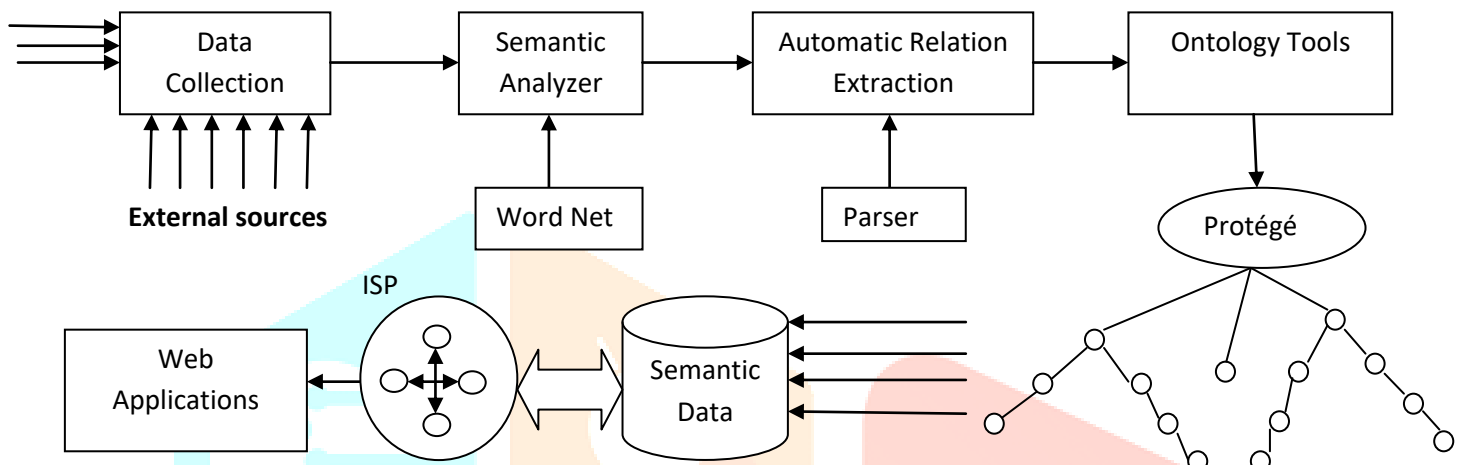 Data
Collection
Semantic
Analyzer
Automatic Relation
Extraction
Ontology Tools
External sources
Word Net
Parser
Protégé
ISP
Web
Applications
Semantic
Data